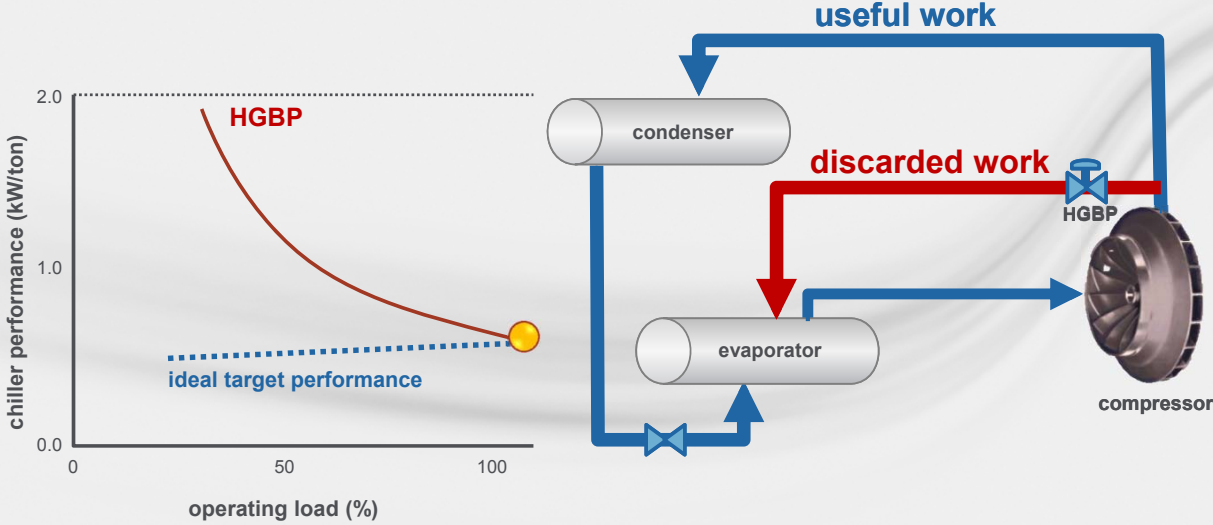 useful work
2.0
HGBP
condenser
discarded work
HGBP
chiller performance (kW/ton)
1.0
evaporator
ideal target performance
compressor
0.0
0
50
100
operating load (%)